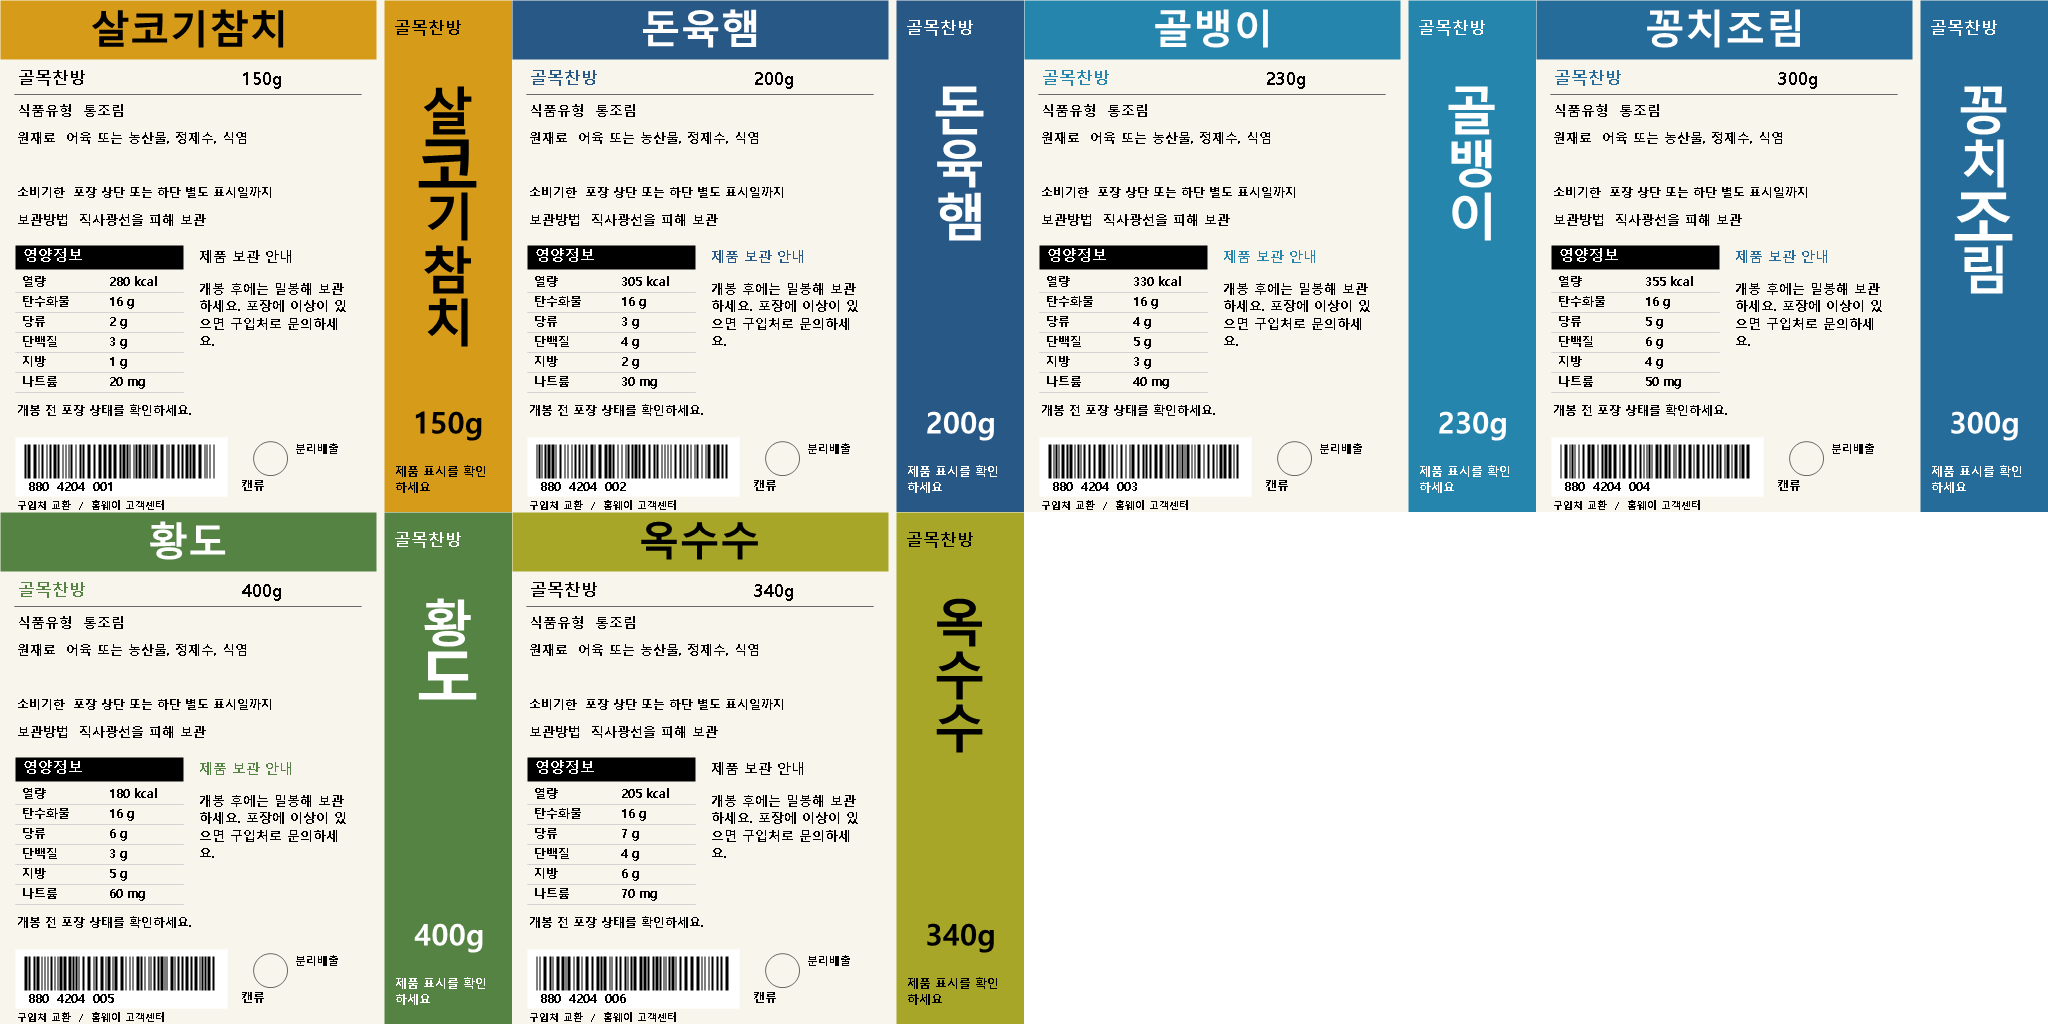 살코기참치
골목찬방 150g
식품유형 통조림
원재료 어육 또는 농산물, 정제수, 식염
소비기한 포장 상단 또는 하단 별도 표시일까지
보관방법 직사광선을 피해 보관
영양정보
열량 280 kcal
탄수화물 16 g
당류 2 g
단백질 3 g
지방 1 g
나트륨 20 mg
제품 보관 안내
개봉 후에는 밀봉해 보관
하세요. 포장에 이상이 있
으면 구입처로 문의하세
요.
개봉 전 포장 상태를 확인하세요.
880 4204 001
분리배출
캔류
구입처 교환 / 홈웨이 고객센터
골목찬방
살코기참치
150g
제품 표시를 확인
하세요
돈육햄
골목찬방 200g
식품유형 통조림
원재료 어육 또는 농산물, 정제수, 식염
소비기한 포장 상단 또는 하단 별도 표시일까지
보관방법 직사광선을 피해 보관
영양정보
열량 305 kcal
탄수화물 16 g
당류 3 g
단백질 4 g
지방 2 g
나트륨 30 mg
제품 보관 안내
개봉 후에는 밀봉해 보관
하세요. 포장에 이상이 있
으면 구입처로 문의하세
요.
개봉 전 포장 상태를 확인하세요.
880 4204 002
분리배출
캔류
구입처 교환 / 홈웨이 고객센터
골목찬방
돈육햄
200g
제품 표시를 확인
하세요
골뱅이
골목찬방 230g
식품유형 통조림
원재료 어육 또는 농산물, 정제수, 식염
소비기한 포장 상단 또는 하단 별도 표시일까지
보관방법 직사광선을 피해 보관
영양정보
열량 330 kcal
탄수화물 16 g
당류 4 g
단백질 5 g
지방 3 g
나트륨 40 mg
제품 보관 안내
개봉 후에는 밀봉해 보관
하세요. 포장에 이상이 있
으면 구입처로 문의하세
요.
개봉 전 포장 상태를 확인하세요.
880 4204 003
분리배출
캔류
구입처 교환 / 홈웨이 고객센터
골목찬방
골뱅이
230g
제품 표시를 확인
하세요
꽁치조림
골목찬방 300g
식품유형 통조림
원재료 어육 또는 농산물, 정제수, 식염
소비기한 포장 상단 또는 하단 별도 표시일까지
보관방법 직사광선을 피해 보관
영양정보
열량 355 kcal
탄수화물 16 g
당류 5 g
단백질 6 g
지방 4 g
나트륨 50 mg
제품 보관 안내
개봉 후에는 밀봉해 보관
하세요. 포장에 이상이 있
으면 구입처로 문의하세
요.
개봉 전 포장 상태를 확인하세요.
880 4204 004
분리배출
캔류
구입처 교환 / 홈웨이 고객센터
골목찬방
꽁치조림
300g
제품 표시를 확인
하세요
황도
골목찬방 400g
식품유형 통조림
원재료 어육 또는 농산물, 정제수, 식염
소비기한 포장 상단 또는 하단 별도 표시일까지
보관방법 직사광선을 피해 보관
영양정보
열량 180 kcal
탄수화물 16 g
당류 6 g
단백질 3 g
지방 5 g
나트륨 60 mg
제품 보관 안내
개봉 후에는 밀봉해 보관
하세요. 포장에 이상이 있
으면 구입처로 문의하세
요.
개봉 전 포장 상태를 확인하세요.
880 4204 005
분리배출
캔류
구입처 교환 / 홈웨이 고객센터
골목찬방
황도
400g
제품 표시를 확인
하세요
옥수수
골목찬방 340g
식품유형 통조림
원재료 어육 또는 농산물, 정제수, 식염
소비기한 포장 상단 또는 하단 별도 표시일까지
보관방법 직사광선을 피해 보관
영양정보
열량 205 kcal
탄수화물 16 g
당류 7 g
단백질 4 g
지방 6 g
나트륨 70 mg
제품 보관 안내
개봉 후에는 밀봉해 보관
하세요. 포장에 이상이 있
으면 구입처로 문의하세
요.
개봉 전 포장 상태를 확인하세요.
880 4204 006
분리배출
캔류
구입처 교환 / 홈웨이 고객센터
골목찬방
옥수수
340g
제품 표시를 확인
하세요